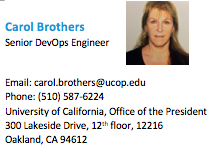 Carol Brothers
Senior DevOps Engineer
Email: carol.brothers@ucop.edu
Phone: (510) 587-6224
University of California, Office of the President
300 Lakeside Drive, 12th floor, 12216
Oakland, CA 94612